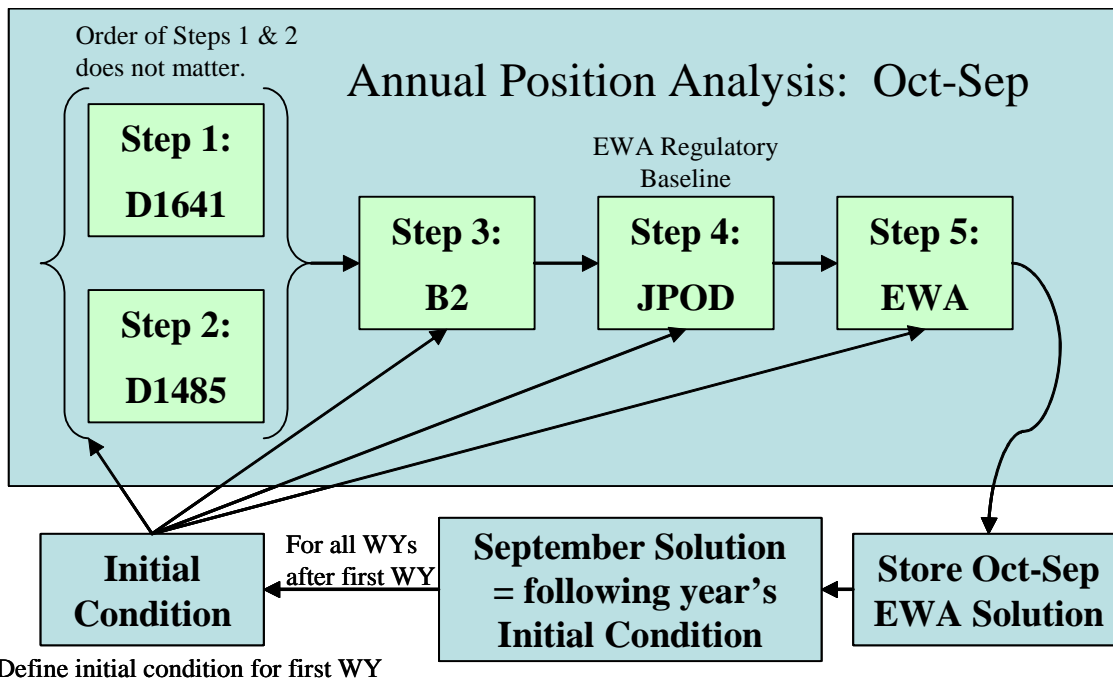 Order of Steps 1 & 2
does not matter.
Annual Position Analysis: Oct-Sep
Step 1:
D1641
Step 2:
D1485
Step 3:
B2
EWA Regulatory
Baseline
Step 4:
JPOD
Step 5:
EWA
Initial
Condition
For all WYs
after first WY
September Solution
= following year's
Initial Condition
Store Oct-Sep
EWA Solution
Define initial condition for first WY